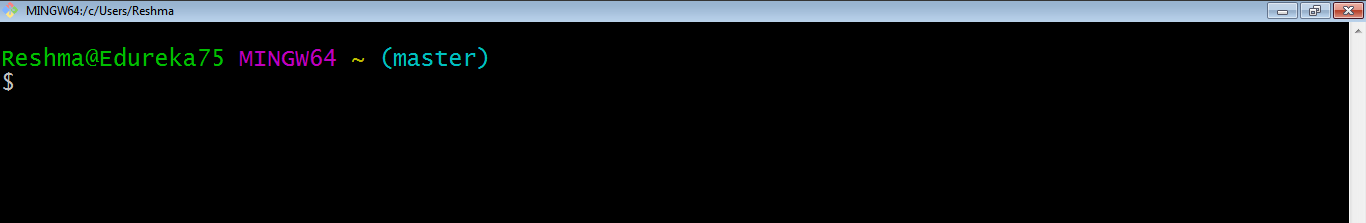 MINGW64:/c/Users/Reshma
Reshma@Edureka75 MINGW64 ~ (master)
$